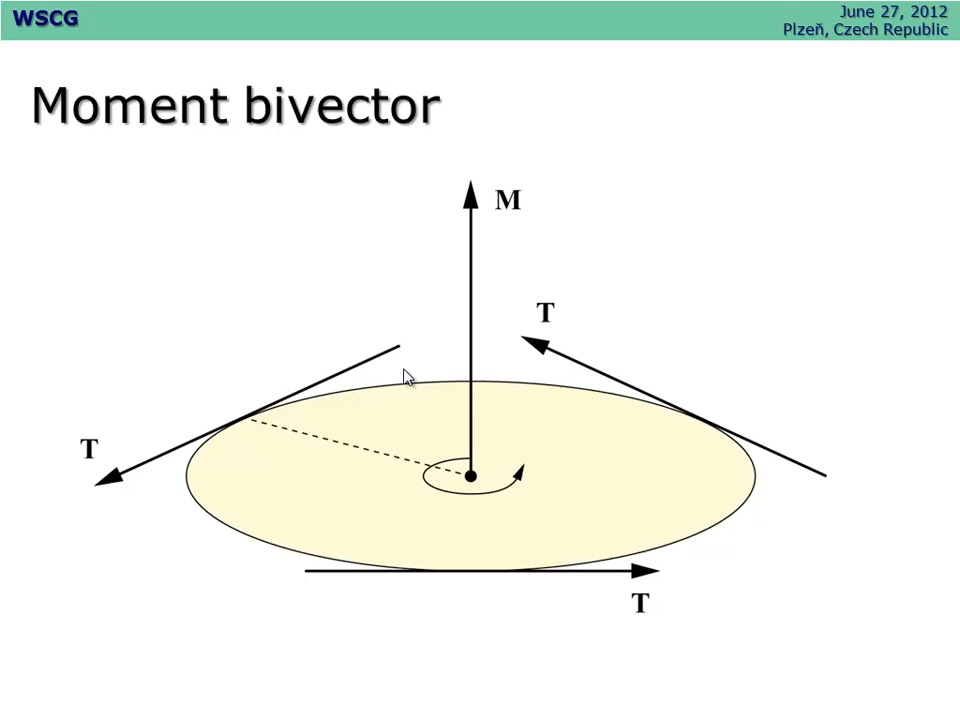 WSCG
June 27, 2012
Plzeň, Czech Republic
Moment bivector
M
T
T
T